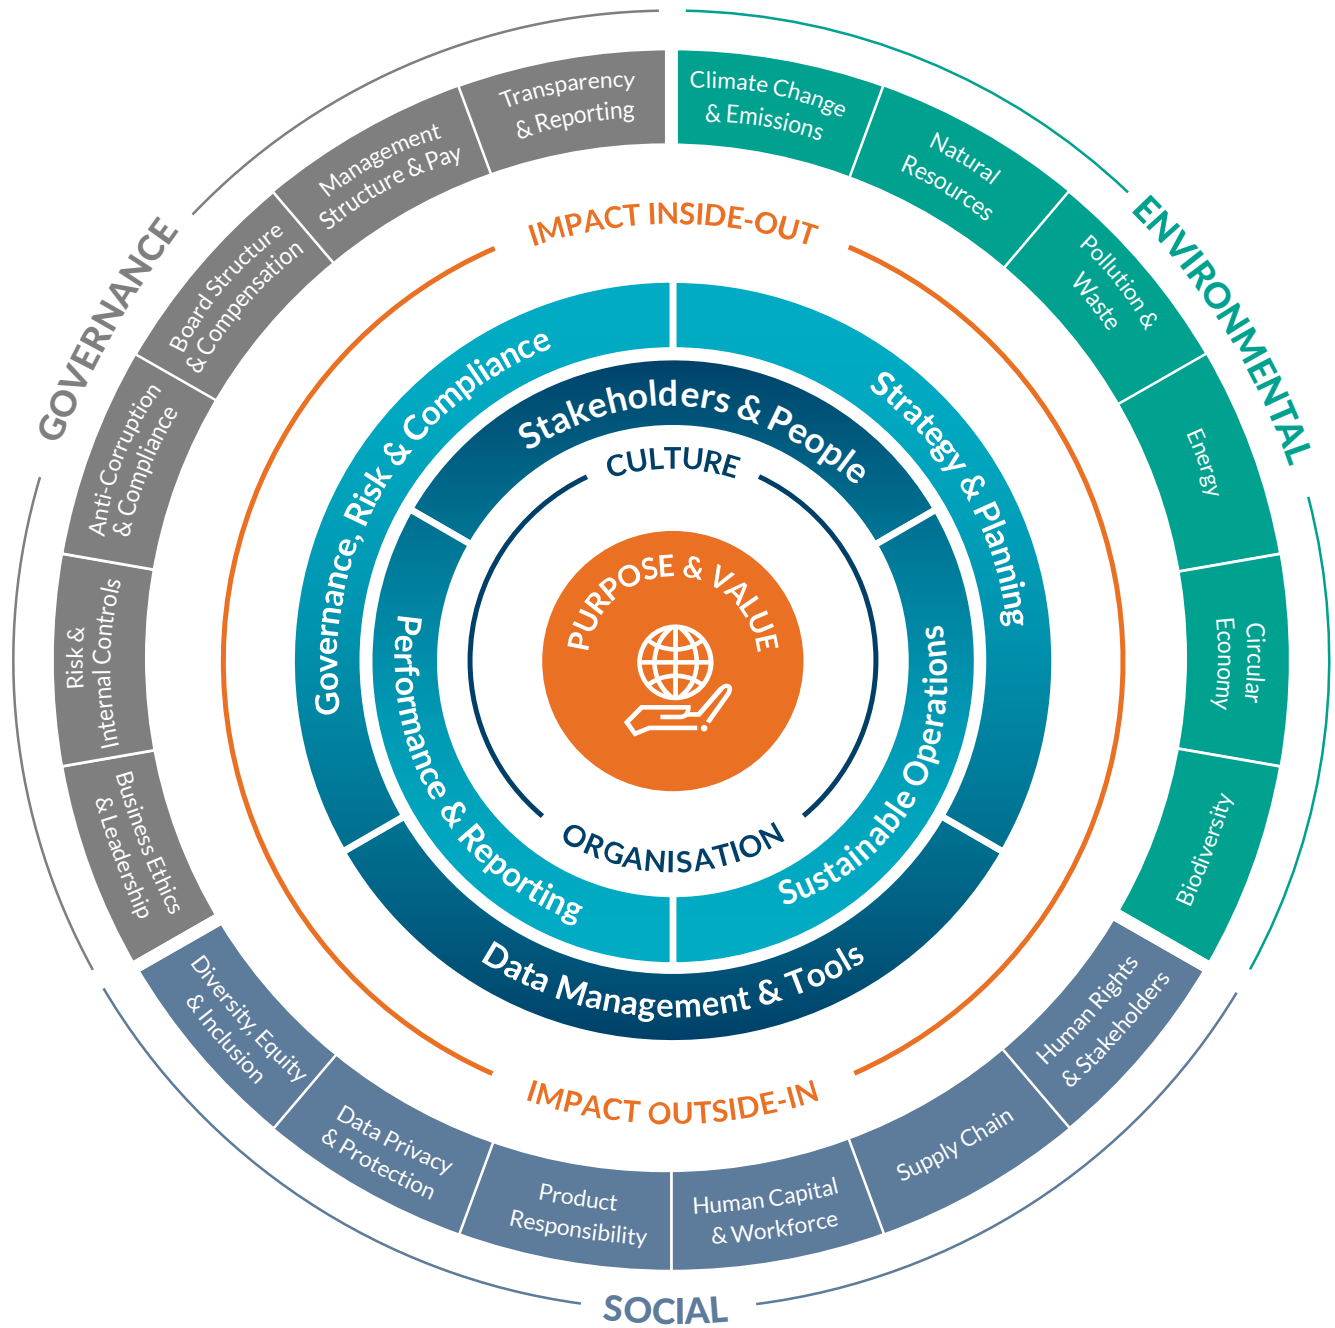 GOVERNANCE
Transparency
& Reporting
Management
Structure & Pay
Board Structure
& Compensation
Anti-Corruption
& Compliance
Risk &
Internal Controls
Business Ethics
& Leadership
ENVIRONMENTAL
Climate Change
& Emissions
Natural
Resources
Pollution &
Waste
Energy
Circular
Economy
Biodiversity
SOCIAL
Human Rights
& Stakeholders
Supply Chain
Human Capital
& Workforce
Product
Responsibility
Data Privacy
& Protection
Diversity, Equity
& Inclusion
IMPACT INSIDE-OUT
IMPACT OUTSIDE-IN
Governance, Risk & Compliance
Strategy & Planning
Data Management & Tools
Stakeholders & People
Sustainable Operations
Performance & Reporting
CULTURE
ORGANISATION
PURPOSE & VALUE